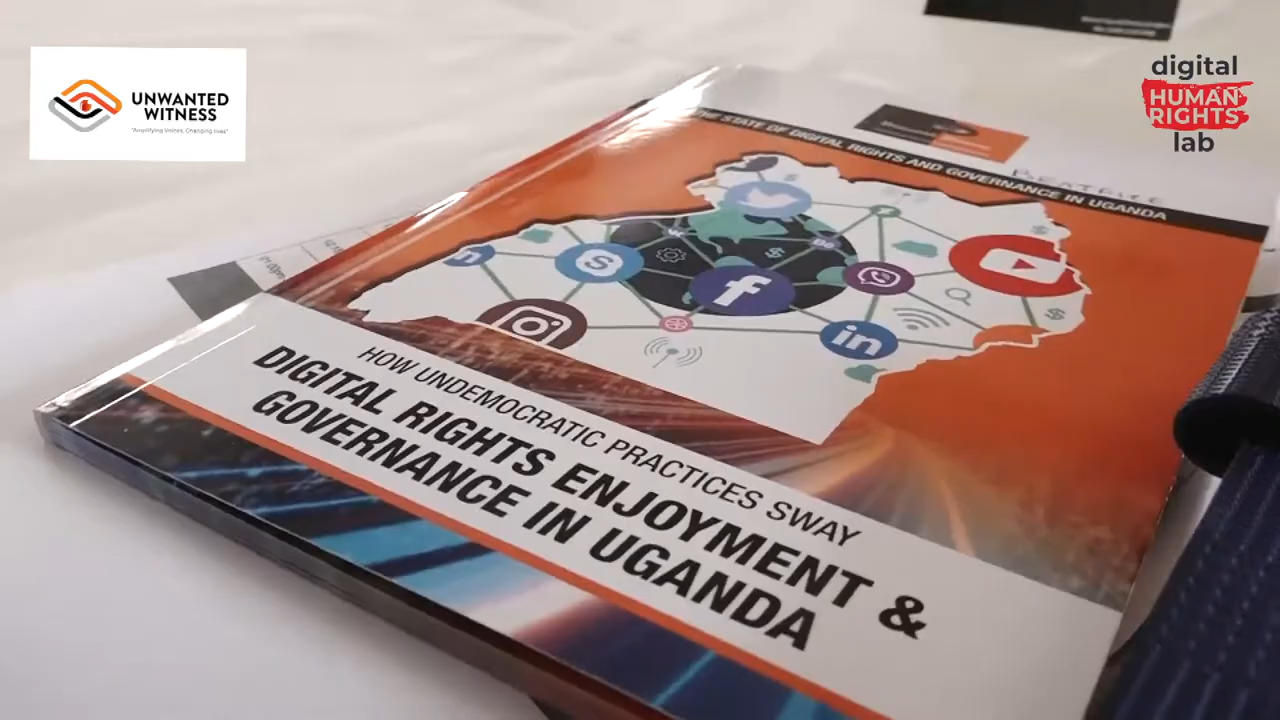 UNWANTED
WITNESS
"Amplifying Voices, Changing lives"
digital
HUMAN
RIGHTS
lab
THE STATE OF DIGITAL RIGHTS AND GOVERNANCE IN UGANDA
BEATRICE
HOW UNDEMOCRATIC PRACTICES SWAY
DIGITAL RIGHTS ENJOYMENT &
GOVERNANCE IN UGANDA